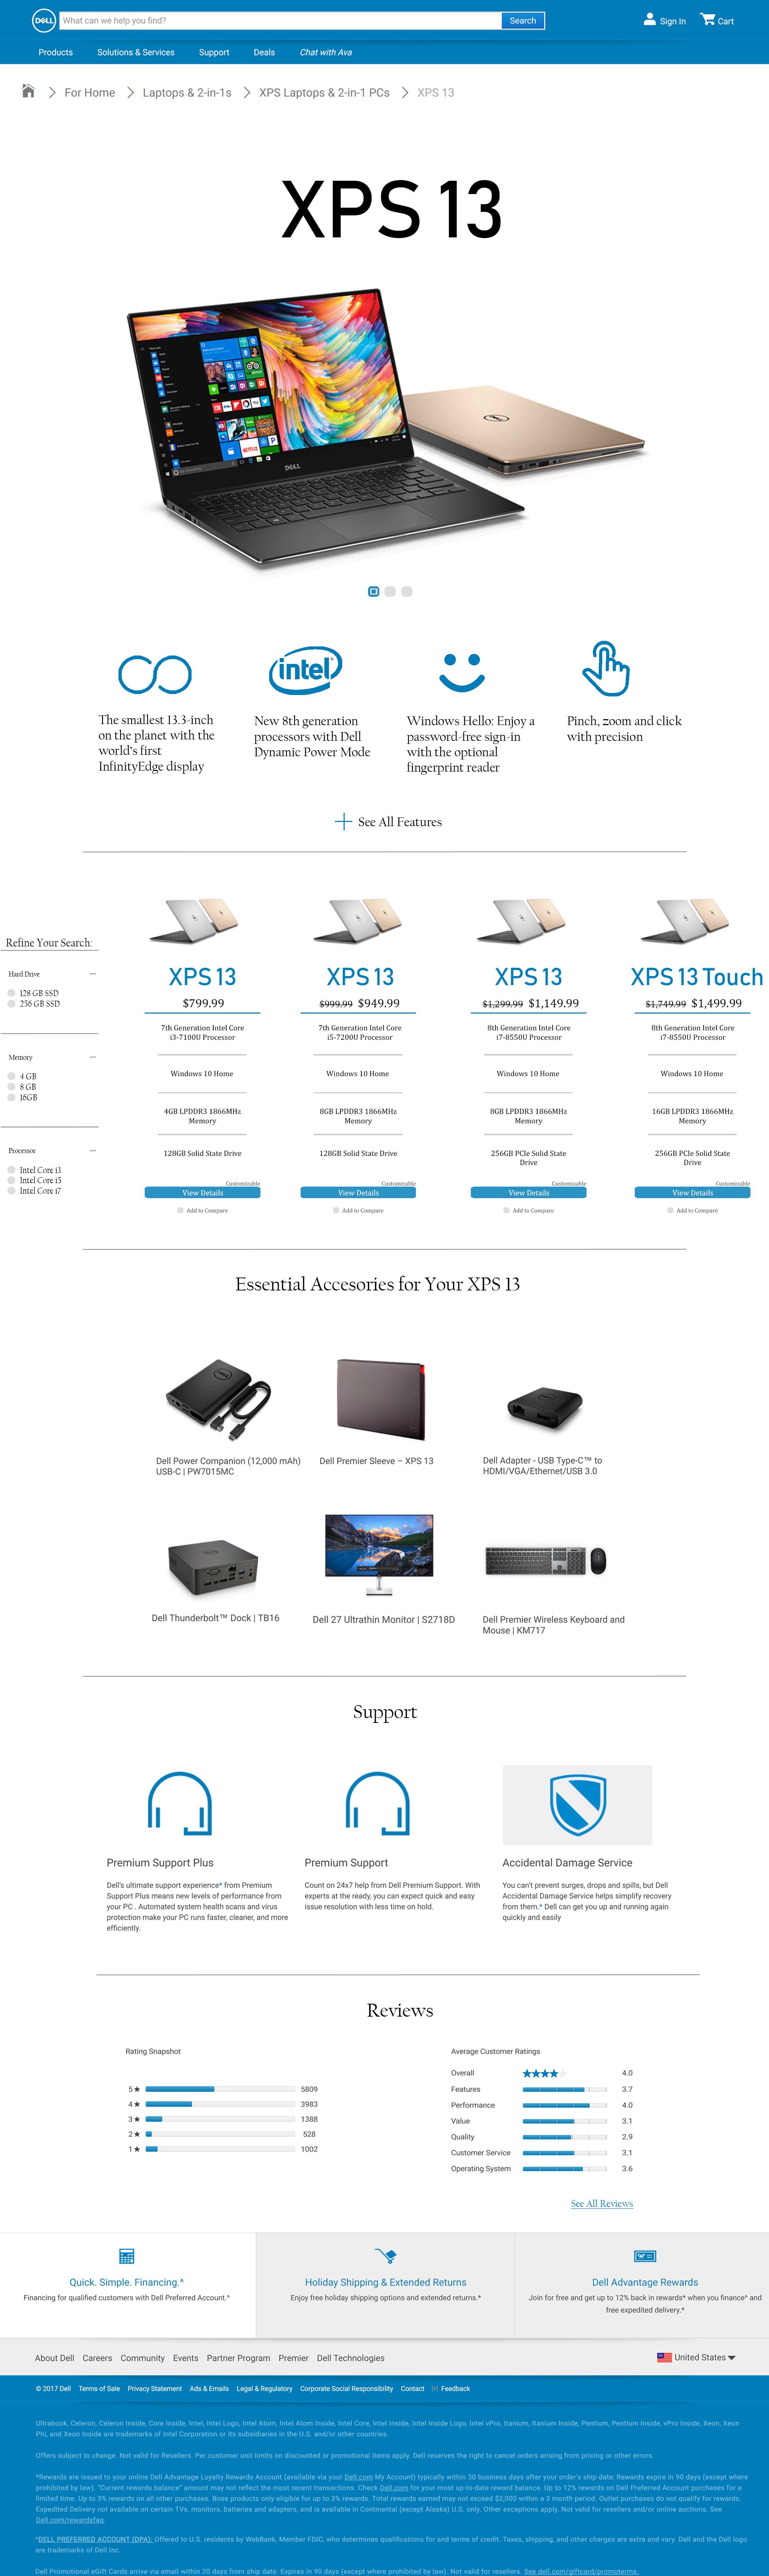 DELL
What can we help you find?
Search
Sign In
Cart
Products
Solutions & Services
Support
Deals
Chat with Ava
For Home
Laptops & 2-in-1s
XPS Laptops & 2-in-1 PCs
XPS 13
XPS 13
DELL
intel
The smallest 13.3-inch
on the planet with the
world's first
InfinityEdge display
New 8th generation
processors with Dell
Dynamic Power Mode
Windows Hello: Enjoy a
password-free sign-in
with the optional
fingerprint reader
Pinch, zoom and click
with precision
See All Features
Refine Your Search:
Hard Drive
128 GB SSD
256 GB SSD
Memory
4 GB
8 GB
16GB
Processor
Intel Core i3
Intel Core i5
Intel Core i7
XPS 13
$799.99
7th Generation Intel Core
i3-7100U Processor
Windows 10 Home
4GB LPDDR3 1866MHz
Memory
128GB Solid State Drive
Customizable
View Details
Add to Compare
XPS 13
$999.99 $949.99
7th Generation Intel Core
i5-7200U Processor
Windows 10 Home
8GB LPDDR3 1866MHz
Memory
128GB Solid State Drive
Customizable
View Details
Add to Compare
XPS 13
$1,299.99 $1,149.99
8th Generation Intel Core
i7-8550U Processor
Windows 10 Home
8GB LPDDR3 1866MHz
Memory
256GB PCIe Solid State
Drive
Customizable
View Details
Add to Compare
XPS 13 Touch
$1,749.99 $1,499.99
8th Generation Intel Core
i7-8550U Processor
Windows 10 Home
16GB LPDDR3 1866MHz
Memory
256GB PCIe Solid State
Drive
Customizable
View Details
Add to Compare
Essential Accesories for Your XPS 13
Dell Power Companion (12,000 mAh)
USB-C | PW7015MC
Dell Premier Sleeve – XPS 13
Dell Adapter - USB Type-C™ to
HDMI/VGA/Ethernet/USB 3.0
Dell Thunderbolt™ Dock | TB16
Dell 27 Ultrathin Monitor | S2718D
Dell Premier Wireless Keyboard and
Mouse | KM717
Support
Premium Support Plus
Dell's ultimate support experience* from Premium
Support Plus means new levels of performance from
your PC . Automated system health scans and virus
protection make your PC runs faster, cleaner, and more
efficiently.
Premium Support
Count on 24x7 help from Dell Premium Support. With
experts at the ready, you can expect quick and easy
issue resolution with less time on hold.
Accidental Damage Service
You can't prevent surges, drops and spills, but Dell
Accidental Damage Service helps simplify recovery
from them.* Dell can get you up and running again
quickly and easily
Reviews
Rating Snapshot
5★ 5809
4★ 3983
3★ 1388
2★ 528
1★ 1002
Average Customer Ratings
Overall 4.0
Features 3.7
Performance 4.0
Value 3.1
Quality 2.9
Customer Service 3.1
Operating System 3.6
See All Reviews
Quick. Simple. Financing.^
Financing for qualified customers with Dell Preferred Account.^
Holiday Shipping & Extended Returns
Enjoy free holiday shipping options and extended returns.*
Dell Advantage Rewards
Join for free and get up to 12% back in rewards* when you finance^ and
free expedited delivery.*
About Dell
Careers
Community
Events
Partner Program
Premier
Dell Technologies
United States
© 2017 Dell
Terms of Sale
Privacy Statement
Ads & Emails
Legal & Regulatory
Corporate Social Responsibility
Contact
Feedback
Ultrabook, Celeron, Celeron Inside, Core Inside, Intel, Intel Logo, Intel Atom, Intel Atom Inside, Intel Core, Intel Inside, Intel Inside Logo, Intel vPro, Itanium, Itanium Inside, Pentium, Pentium Inside, vPro Inside, Xeon, Xeon
Phi, and Xeon Inside are trademarks of Intel Corporation or its subsidiaries in the U.S. and/or other countries.
Offers subject to change. Not valid for Resellers. Per customer unit limits on discounted or promotional items apply. Dell reserves the right to cancel orders arising from pricing or other errors.
*Rewards are issued to your online Dell Advantage Loyalty Rewards Account (available via your Dell.com My Account) typically within 30 business days after your order's ship date; Rewards expire in 90 days (except where
prohibited by law). "Current rewards balance" amount may not reflect the most recent transactions. Check Dell.com for your most up-to-date reward balance. Up to 12% rewards on Dell Preferred Account purchases for a
limited time. Up to 3% rewards on all other purchases. Bose products only eligible for up to 3% rewards. Total rewards earned may not exceed $2,000 within a 3 month period. Outlet purchases do not qualify for rewards.
Expedited Delivery not available on certain TVs, monitors, batteries and adapters, and is available in Continental (except Alaska) U.S. only. Other exceptions apply. Not valid for resellers and/or online auctions. See
Dell.com/rewardsfaq.
^DELL PREFERRED ACCOUNT (DPA): Offered to U.S. residents by WebBank, Member FDIC, who determines qualifications for and terms of credit. Taxes, shipping, and other charges are extra and vary. Dell and the Dell logo
are trademarks of Dell Inc.
Dell Promotional eGift Cards arrive via email within 20 days from ship date. Expires in 90 days (except where prohibited by law). Not valid for resellers. See dell.com/giftcard/promoterms.